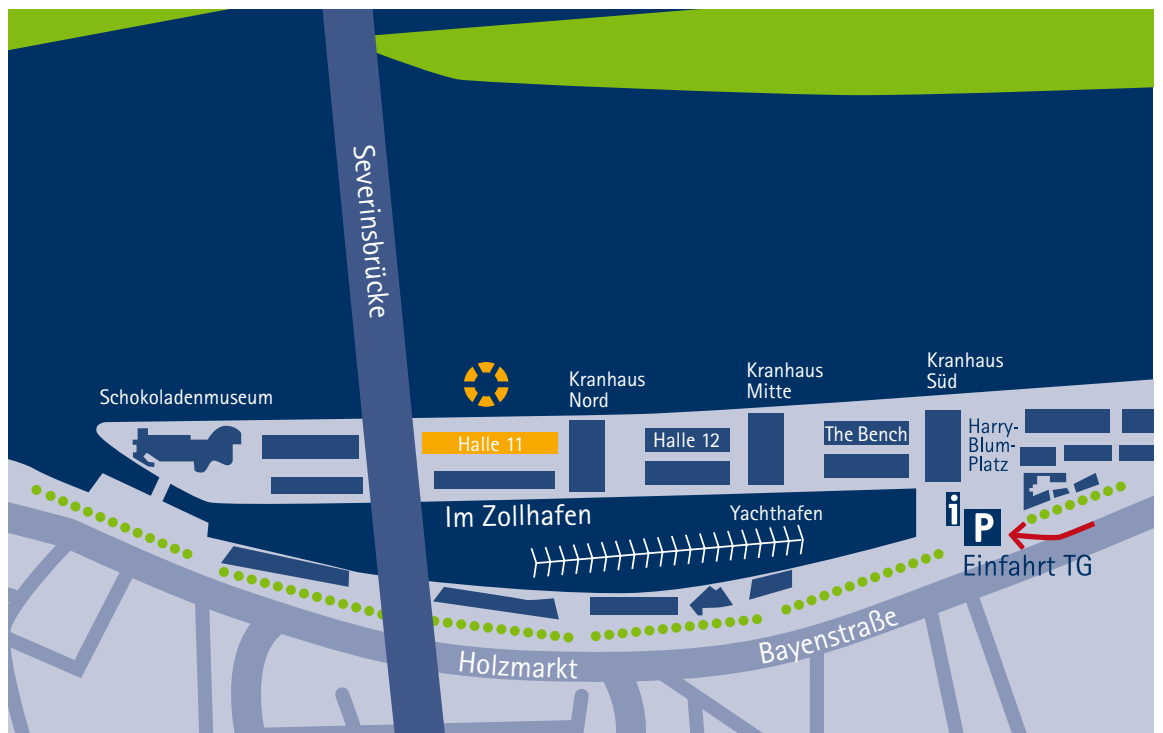 Severinsbrücke
Schokoladenmuseum
Kranhaus
Nord
Kranhaus
Mitte
Kranhaus
Süd
Halle 11
Halle 12
The Bench
Harry-
Blum-
Platz
Im Zollhafen
Yachthafen
i
P
Einfahrt TG
Holzmarkt
Bayenstraße